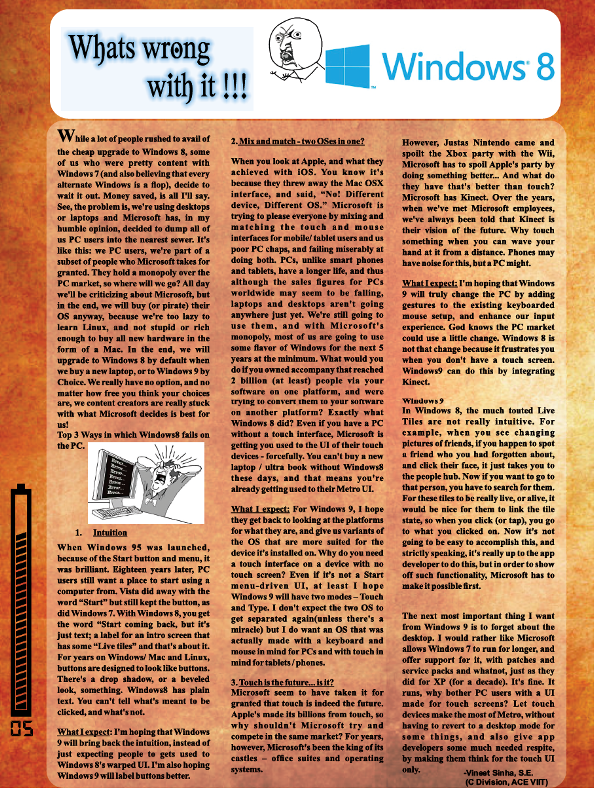 Whats wrong
with it !!!
Windows 8
While a lot of people rushed to avail of
the cheap upgrade to Windows 8, some
of us who were pretty content with
Windows 7 (and also believing that every
alternate Windows is a flop), decide to
wait it out. Money saved, is all I'll say.
See, the problem is, we're using desktops
or laptops and Microsoft has, in my
humble opinion, decided to dump all of
us PC users into the nearest sewer. It's
like this: we PC users, we're part of a
subset of people who Microsoft takes for
granted. They hold a monopoly over the
PC market, so where will we go? All day
we'll be criticizing about Microsoft, but
in the end, we will buy (or pirate) their
OS anyway, because we're too lazy to
learn Linux, and not stupid or rich
enough to buy all new hardware in the
form of a Mac. In the end, we will
upgrade to Windows 8 by default when
we buy a new laptop, or to Windows 9 by
Choice. We really have no option, and no
matter how free you think your choices
are, we content creators are really stuck
with what Microsoft decides is best for
us!
Top 3 Ways in which Windows8 fails on
the PC.
Error...
Error...
Error...
Error...
Error...
1. Intuition
When Windows 95 was launched,
because of the Start button and menu, it
was brilliant. Eighteen years later, PC
users still want a place to start using a
computer from. Vista did away with the
word "Start" but still kept the button, as
did Windows 7. With Windows 8, you get
the word "Start coming back, but it's
just text; a label for an intro screen that
has some "Live tiles" and that's about it.
For years on Windows/ Mac and Linux,
buttons are designed to look like buttons.
There's a drop shadow, or a beveled
look, something. Windows8 has plain
text. You can't tell what's meant to be
clicked, and what's not.
What I expect: I'm hoping that Windows
9 will bring back the intuition, instead of
just expecting people to gets used to
Windows 8's warped UI. I'm also hoping
Windows 9 will label buttons better.
2. Mix and match - two OSes in one?
When you look at Apple, and what they
achieved with iOS. You know it's
because they threw away the Mac OSX
interface, and said, "No! Different
device, Different OS." Microsoft is
trying to please everyone by mixing and
matching the touch and mouse
interfaces for mobile/ tablet users and us
poor PC chaps, and failing miserably at
doing both. PCs, unlike smart phones
and tablets, have a longer life, and thus
although the sales figures for PCs
worldwide may seem to be falling,
laptops and desktops aren't going
anywhere just yet. We're still going to
use them, and with Microsoft's
monopoly, most of us are going to use
some flavor of Windows for the next 5
years at the minimum. What would you
do if you owned accompany that reached
2 billion (at least) people via your
software on one platform, and were
trying to convert them to your software
on another platform? Exactly what
Windows 8 did? Even if you have a PC
without a touch interface, Microsoft is
getting you used to the UI of their touch
devices - forcefully. You can't buy a new
laptop / ultra book without Windows8
these days, and that means you're
already getting used to their Metro UI.
What I expect: For Windows 9, I hope
they get back to looking at the platforms
for what they are, and give us variants of
the OS that are more suited for the
device it's installed on. Why do you need
a touch interface on a device with no
touch screen? Even if it's not a Start
menu-driven UI, at least I hope
Windows 9 will have two modes – Touch
and Type. I don't expect the two OS to
get separated again(unless there's a
miracle) but I do want an OS that was
actually made with a keyboard and
mouse in mind for PCs and with touch in
mind for tablets / phones.
3. Touch is the future... is it?
Microsoft seem to have taken it for
granted that touch is indeed the future.
Apple's made its billions from touch, so
why shouldn't Microsoft try and
compete in the same market? For years,
however, Microsoft's been the king of its
castles – office suites and operating
systems.
However, Justas Nintendo came and
spoilt the Xbox party with the Wii,
Microsoft has to spoil Apple's party by
doing something better... And what do
they have that's better than touch?
Microsoft has Kinect. Over the years,
when we've met Microsoft employees,
we've always been told that Kinect is
their vision of the future. Why touch
something when you can wave your
hand at it from a distance. Phones may
have noise for this, but a PC might.
What I expect: I'm hoping that Windows
9 will truly change the PC by adding
gestures to the existing keyboarded
mouse setup, and enhance our input
experience. God knows the PC market
could use a little change. Windows 8 is
not that change because it frustrates you
when you don't have a touch screen.
Windows9 can do this by integrating
Kinect.
Windows 9
In Windows 8, the much touted Live
Tiles are not really intuitive. For
example, when you see changing
pictures of friends, if you happen to spot
a friend who you had forgotten about,
and click their face, it just takes you to
the people hub. Now if you want to go to
that person, you have to search for them.
For these tiles to be really live, or alive, it
would be nice for them to link the tile
state, so when you click (or tap), you go
to what you clicked on. Now it's not
going to be easy to accomplish this, and
strictly speaking, it's really up to the app
developer to do this, but in order to show
off such functionality, Microsoft has to
make it possible first.
The next most important thing I want
from Windows 9 is to forget about the
desktop. I would rather like Microsoft
allows Windows 7 to run for longer, and
offer support for it, with patches and
service packs and whatnot, just as they
did for XP (for a decade). It's fine. It
runs, why bother PC users with a UI
made for touch screens? Let touch
devices make the most of Metro, without
having to revert to a desktop mode for
some things, and also give app
developers some much needed respite,
by making them think for the touch UI
only.
-Vineet Sinha, S.E.
(C Division, ACE VIIT)
05